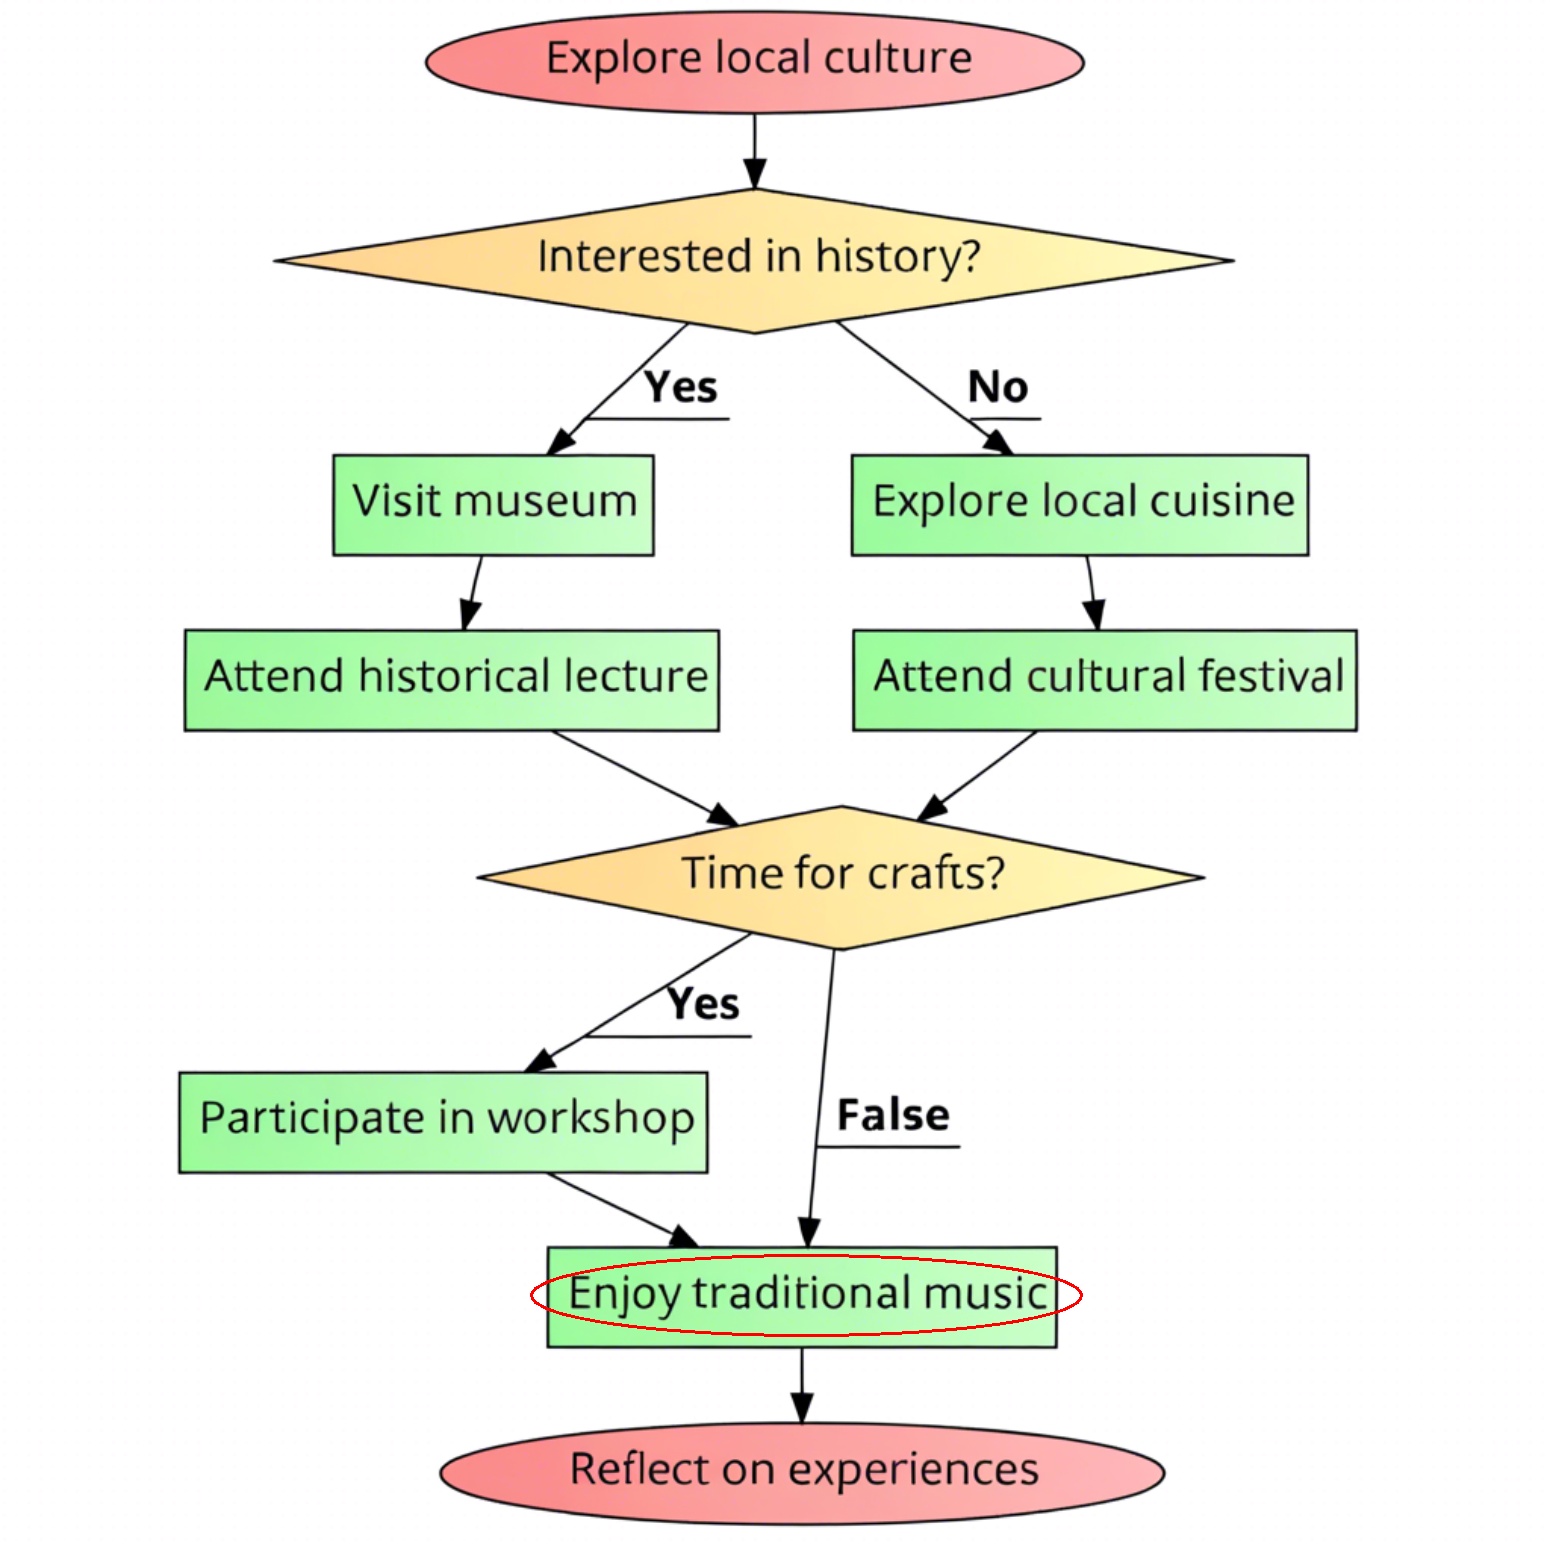 Explore local culture
Interested in history?
Yes
No
Visit museum
Explore local cuisine
Attend historical lecture
Attend cultural festival
Time for crafts?
Yes
False
Participate in workshop
Enjoy traditional music
Reflect on experiences